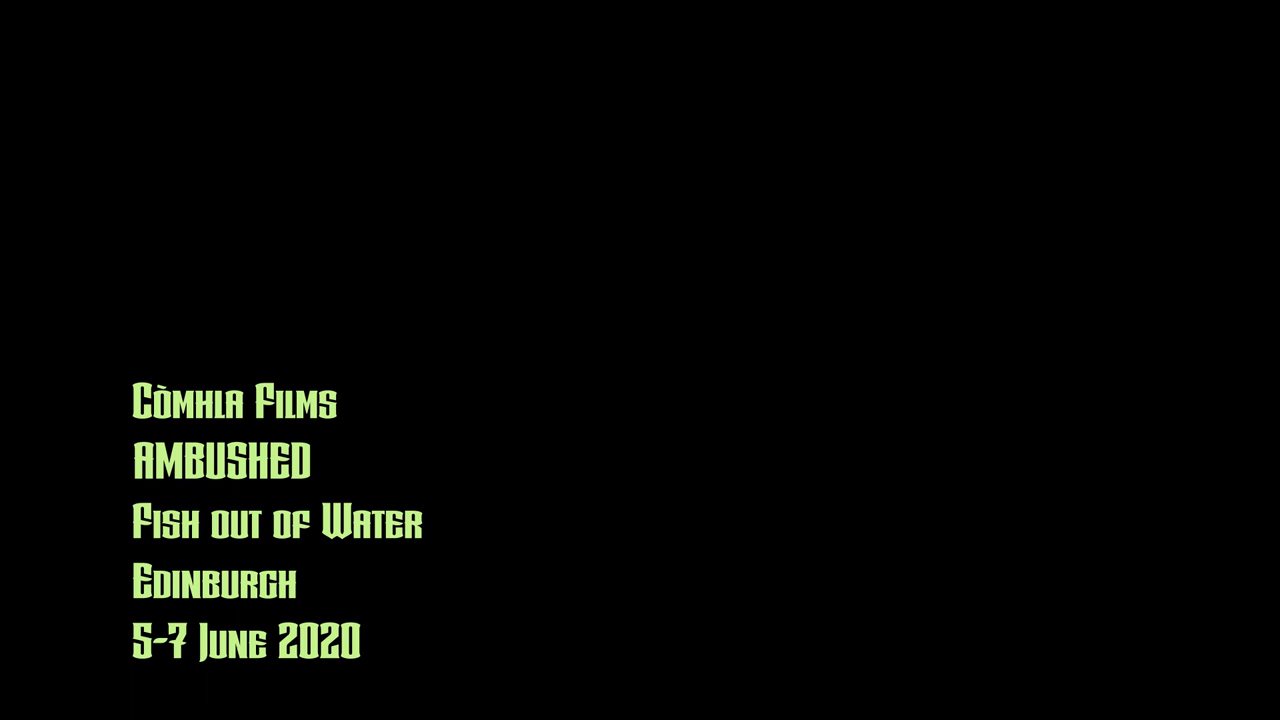 Còmhla Films
AMBUSHED
Fish out of Water
Edinburgh
5-7 June 2020